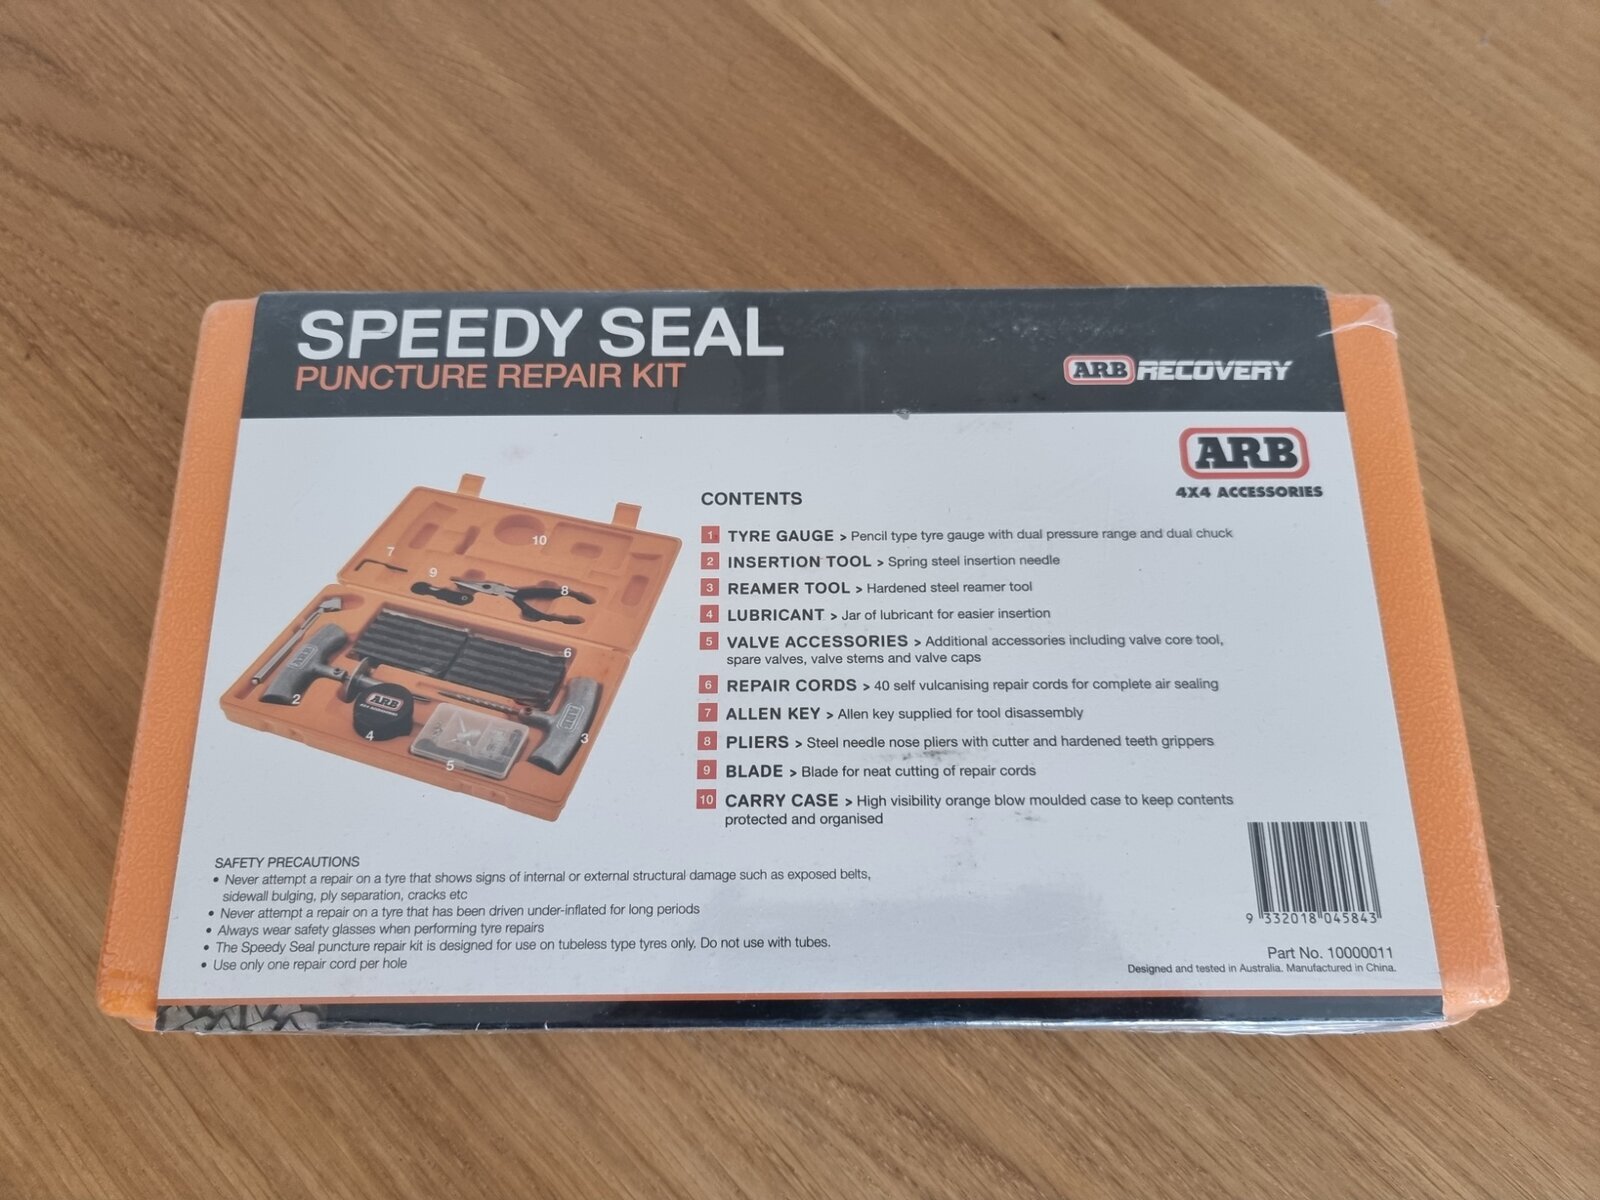 SPEEDY SEAL
PUNCTURE REPAIR KIT
ARB RECOVERY
ARB
4X4 ACCESSORIES
CONTENTS
1 TYRE GAUGE > Pencil type tyre gauge with dual pressure range and dual chuck
2 INSERTION TOOL > Spring steel insertion needle
3 REAMER TOOL > Hardened steel reamer tool
4 LUBRICANT > Jar of lubricant for easier insertion
5 VALVE ACCESSORIES > Additional accessories including valve core tool,
spare valves, valve stems and valve caps
6 REPAIR CORDS > 40 self vulcanising repair cords for complete air sealing
7 ALLEN KEY > Allen key supplied for tool disassembly
8 PLIERS > Steel needle nose pliers with cutter and hardened teeth grippers
9 BLADE > Blade for neat cutting of repair cords
10 CARRY CASE > High visibility orange blow moulded case to keep contents
protected and organised
7
10
9
8
6
ARB
2
ARB
4X4 ACCESSORIES
4
5
ARB
3
SAFETY PRECAUTIONS
• Never attempt a repair on a tyre that shows signs of internal or external structural damage such as exposed belts,
sidewall bulging, ply separation, cracks etc
• Never attempt a repair on a tyre that has been driven under-inflated for long periods
• Always wear safety glasses when performing tyre repairs
• The Speedy Seal puncture repair kit is designed for use on tubeless type tyres only. Do not use with tubes.
• Use only one repair cord per hole
9 332018 045843
Part No. 10000011
Designed and tested in Australia. Manufactured in China.